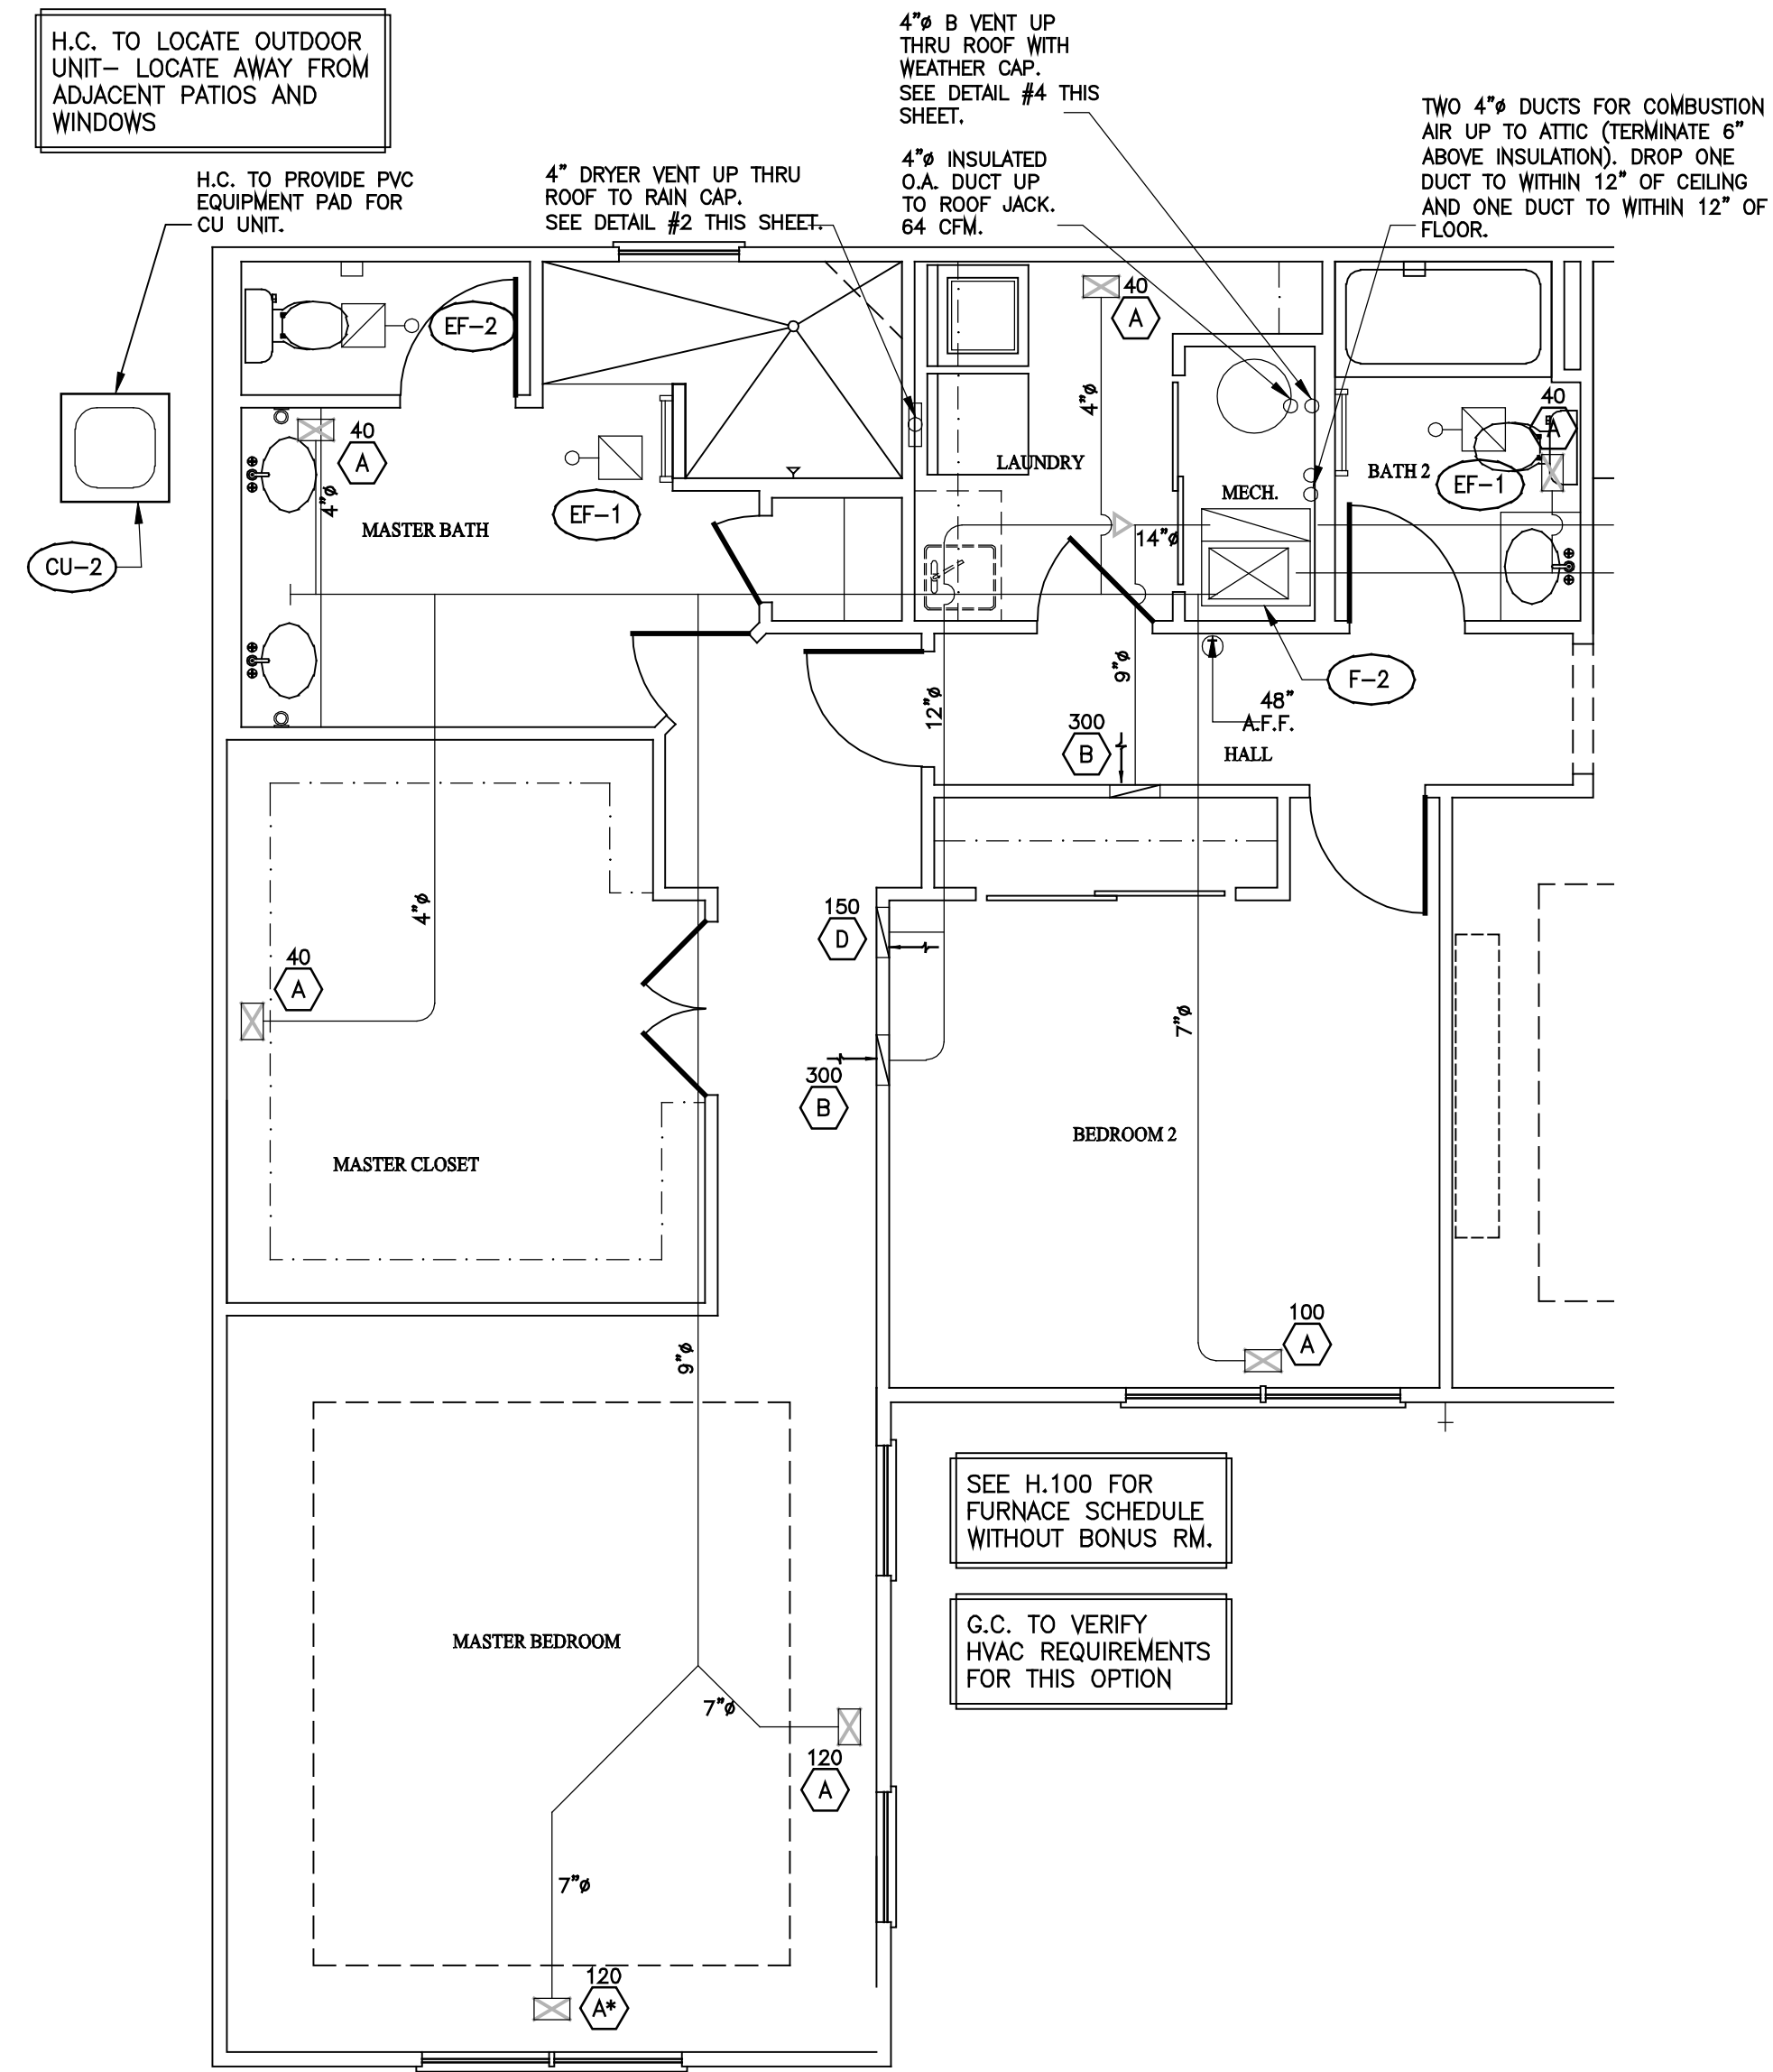 H.C. TO LOCATE OUTDOOR
UNIT- LOCATE AWAY FROM
ADJACENT PATIOS AND
WINDOWS
H.C. TO PROVIDE PVC
EQUIPMENT PAD FOR
CU UNIT.
4" DRYER VENT UP THRU
ROOF TO RAIN CAP.
SEE DETAIL #2 THIS SHEET.
4"ø B VENT UP
THRU ROOF WITH
WEATHER CAP.
SEE DETAIL #4 THIS
SHEET.
4"ø INSULATED
O.A. DUCT UP
TO ROOF JACK.
64 CFM.
TWO 4"ø DUCTS FOR COMBUSTION
AIR UP TO ATTIC (TERMINATE 6"
ABOVE INSULATION). DROP ONE
DUCT TO WITHIN 12" OF CEILING
AND ONE DUCT TO WITHIN 12" OF
FLOOR.
EF-2
40
A
4"ø
40
A
40
A
4"ø
LAUNDRY
MECH.
BATH 2
EF-1
MASTER BATH
EF-1
14"ø
CU-2
9"ø
12"ø
F-2
48"
A.F.F.
HALL
300
B
4"ø
150
D
40
A
7"ø
300
B
BEDROOM 2
MASTER CLOSET
100
A
9"ø
SEE H.100 FOR
FURNACE SCHEDULE
WITHOUT BONUS RM.
G.C. TO VERIFY
HVAC REQUIREMENTS
FOR THIS OPTION
MASTER BEDROOM
7"ø
120
A
7"ø
120
A*